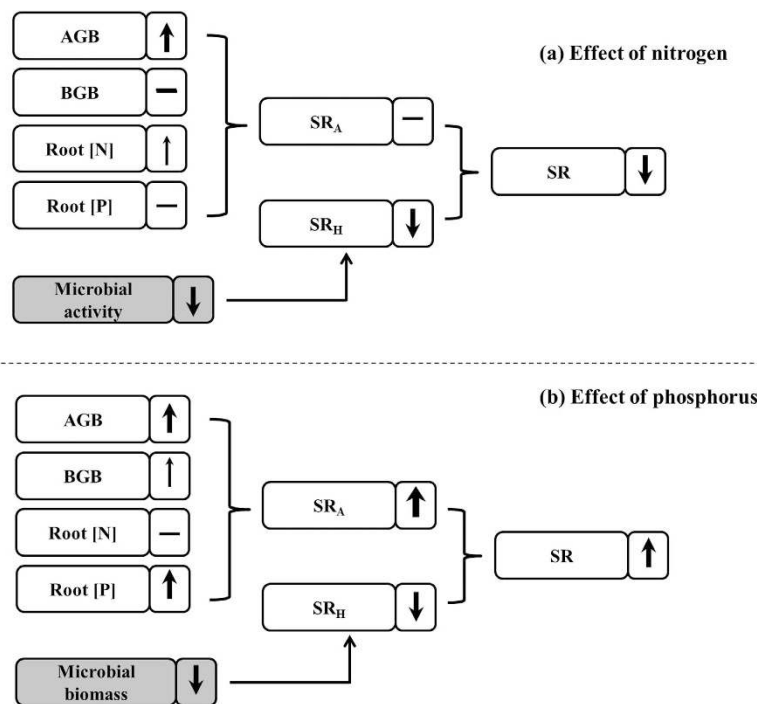 (a) Effect of nitrogen
AGB
BGB
Root [N]
Root [P]
Microbial
activity
SRA
SRH
SR
(b) Effect of phosphorus
AGB
BGB
Root [N]
Root [P]
Microbial
biomass
SRA
SRH
SR